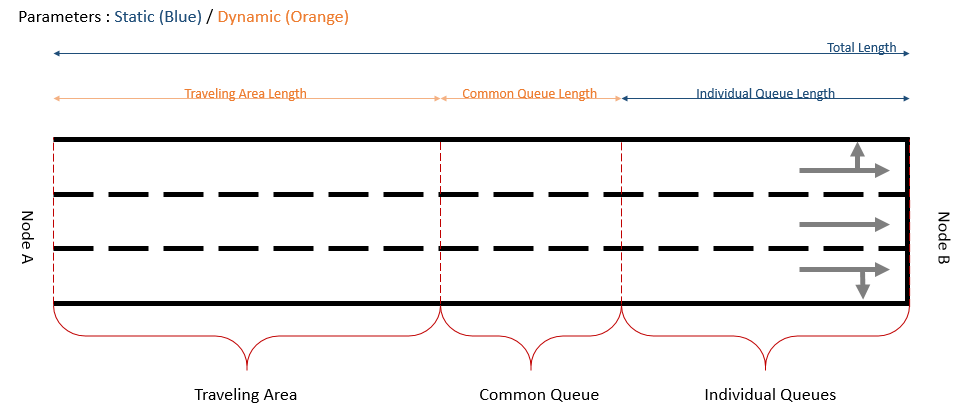 Parameters : Static (Blue) / Dynamic (Orange)
Total Length
Traveling Area Length
Common Queue Length
Individual Queue Length
Node A
Node B
Traveling Area
Common Queue
Individual Queues